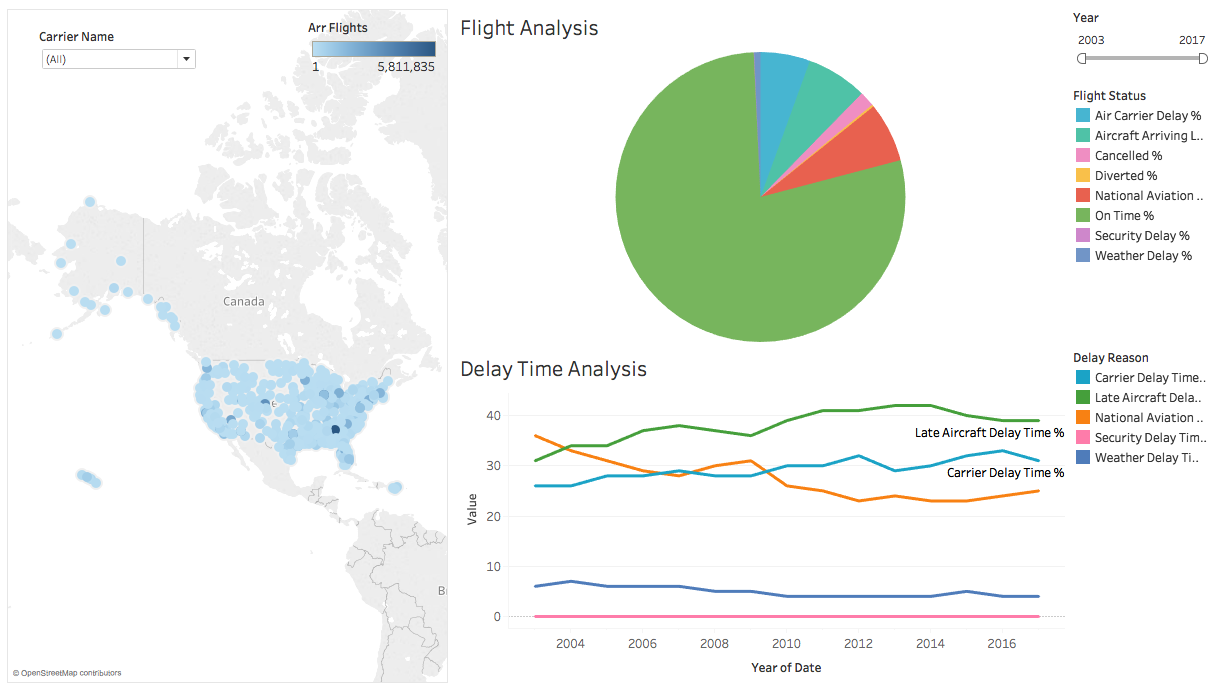 Carrier Name
(All)
Arr Flights
1 5,811,835
Canada
© OpenStreetMap contributors
Flight Analysis
Year
2003 2017
Flight Status
Air Carrier Delay %
Aircraft Arriving L..
Cancelled %
Diverted %
National Aviation ..
On Time %
Security Delay %
Weather Delay %
Delay Time Analysis
Value
40
30
20
10
0
Late Aircraft Delay Time %
Carrier Delay Time %
2004 2006 2008 2010 2012 2014 2016
Year of Date
Delay Reason
Carrier Delay Time..
Late Aircraft Dela..
National Aviation ..
Security Delay Tim..
Weather Delay Ti..